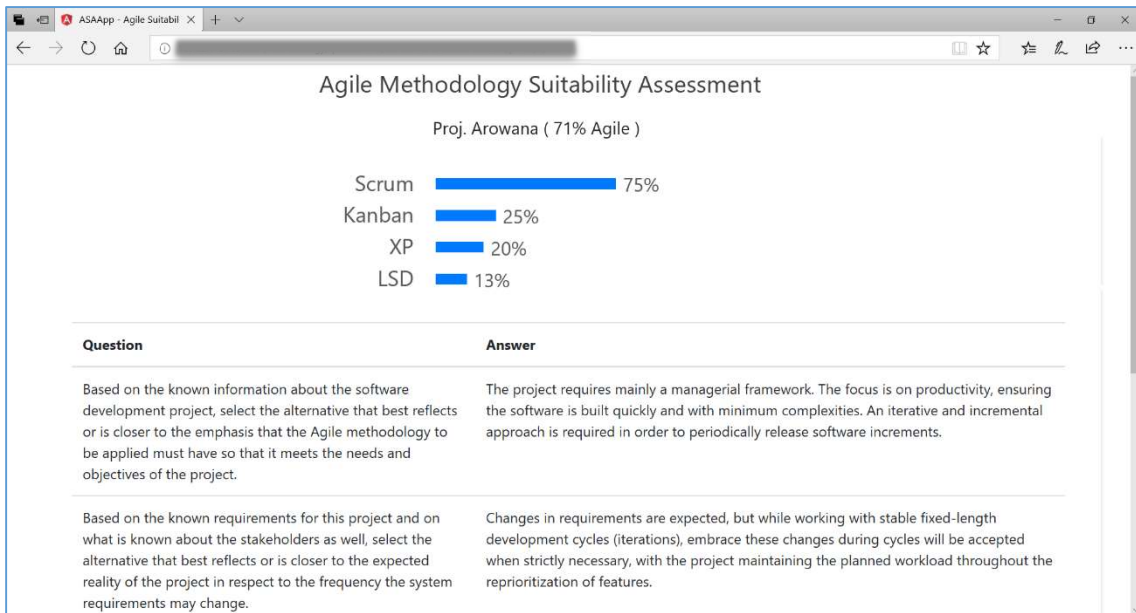 ASAApp - Agile Suitabil
Agile Methodology Suitability Assessment
Proj. Arowana ( 71% Agile )
Scrum 75%
Kanban 25%
XP 20%
LSD 13%
Question Answer
Based on the known information about the software
development project, select the alternative that best reflects
or is closer to the emphasis that the Agile methodology to
be applied must have so that it meets the needs and
objectives of the project.
The project requires mainly a managerial framework. The focus is on productivity, ensuring
the software is built quickly and with minimum complexities. An iterative and incremental
approach is required in order to periodically release software increments.
Based on the known requirements for this project and on
what is known about the stakeholders as well, select the
alternative that best reflects or is closer to the expected
reality of the project in respect to the frequency the system
requirements may change.
Changes in requirements are expected, but while working with stable fixed-length
development cycles (iterations), embrace these changes during cycles will be accepted
when strictly necessary, with the project maintaining the planned workload throughout the
reprioritization of features.